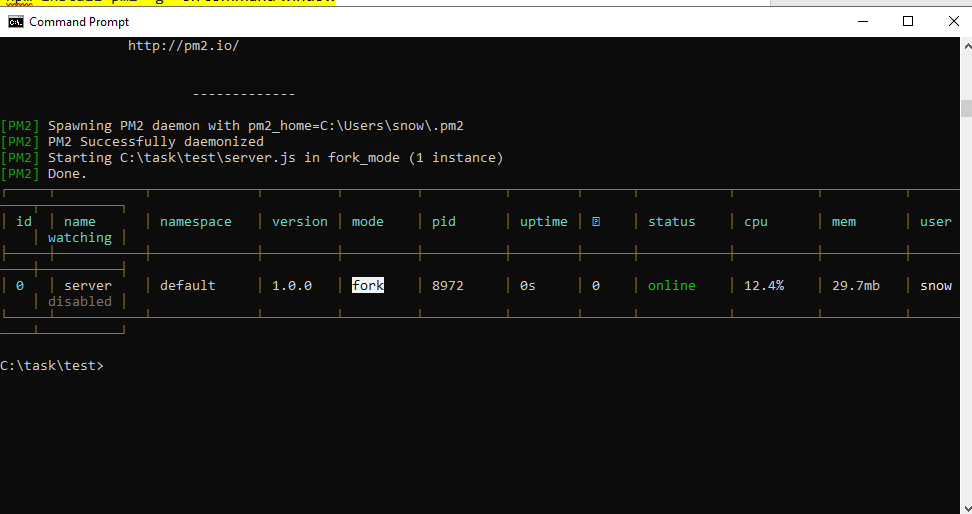 Command Prompt
http://pm2.io/
-------------
[PM2] Spawning PM2 daemon with pm2_home=C:\Users\snow\.pm2
[PM2] PM2 Successfully daemonized
[PM2] Starting C:\task\test\server.js in fork_mode (1 instance)
[PM2] Done.
id name namespace version mode pid uptime status cpu mem user
watching
0 server default 1.0.0 fork 8972 0s 0 online 12.4% 29.7mb snow
disabled
C:\task\test>